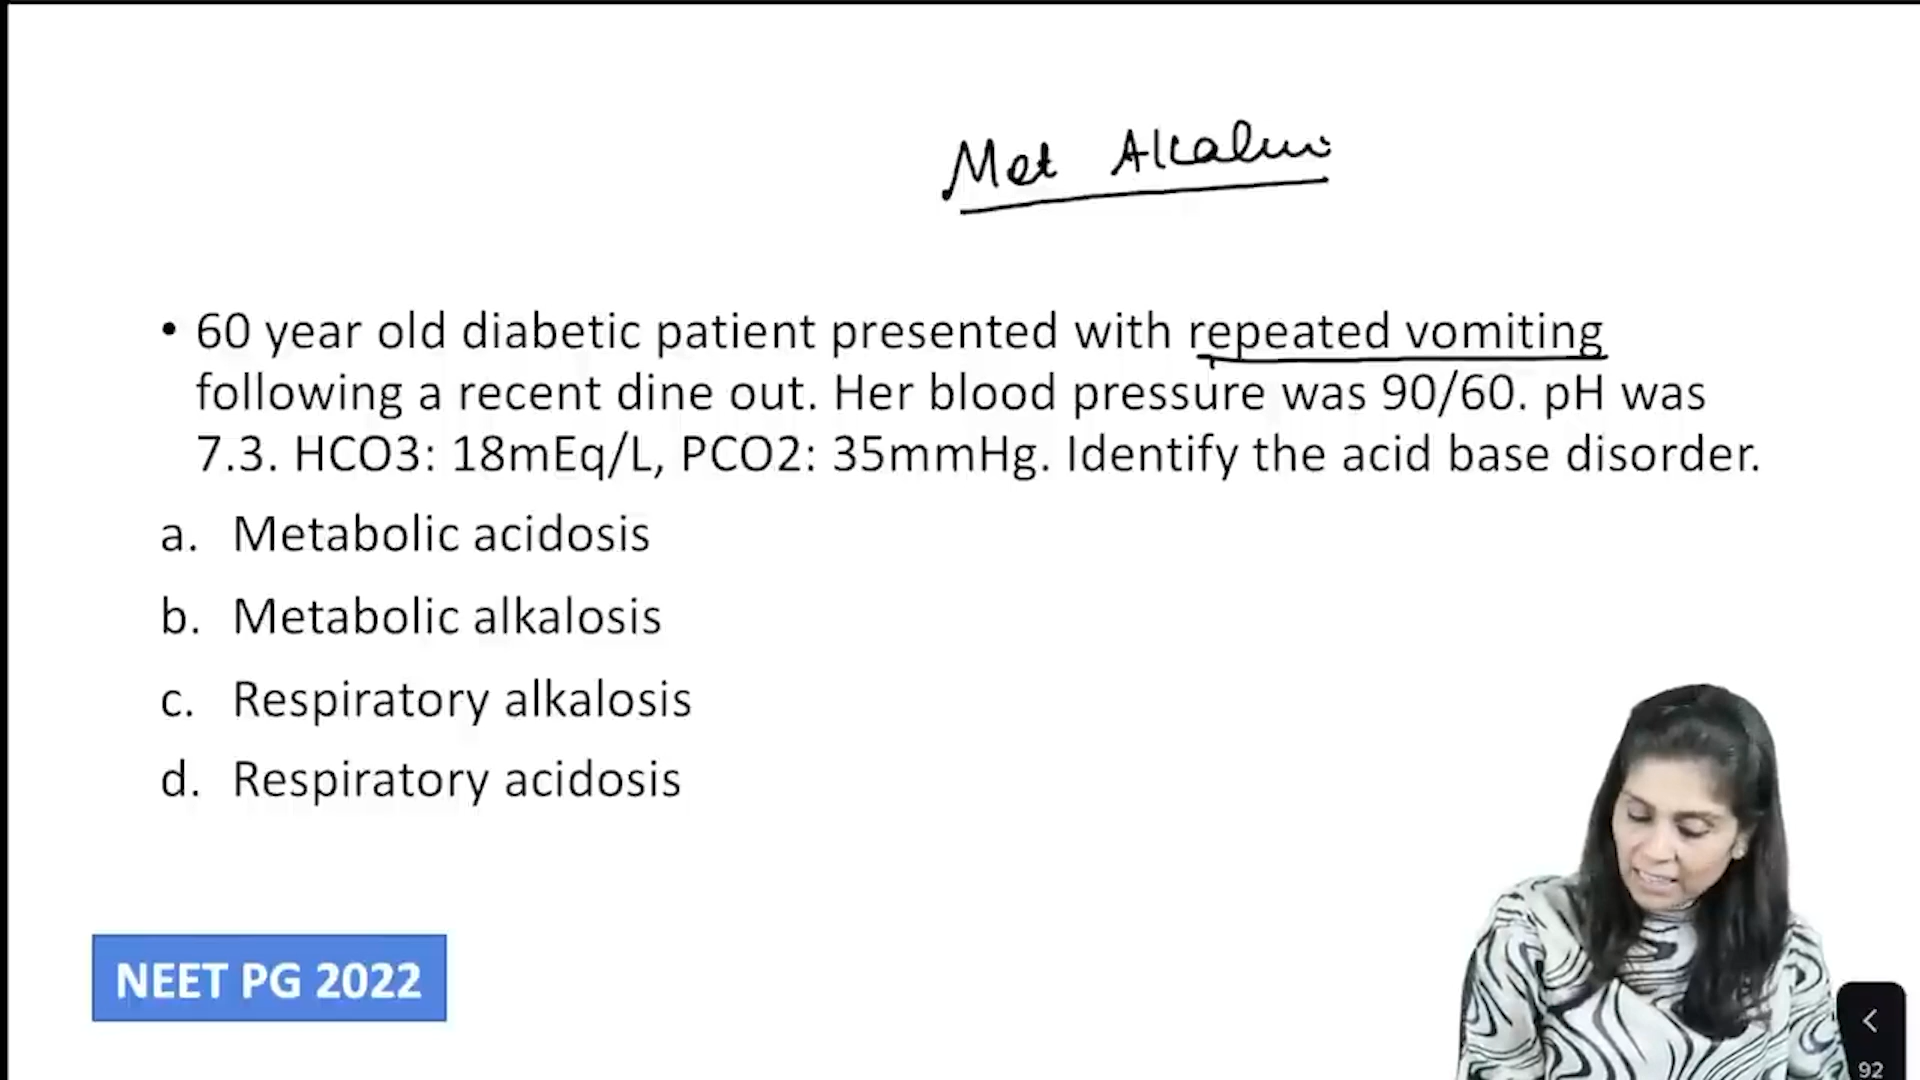 Met Alkalosis
• 60 year old diabetic patient presented with repeated vomiting
following a recent dine out. Her blood pressure was 90/60. pH was
7.3. HCO3: 18mEq/L, PCO2: 35mmHg. Identify the acid base disorder.
a. Metabolic acidosis
b. Metabolic alkalosis
c. Respiratory alkalosis
d. Respiratory acidosis
NEET PG 2022
<
92